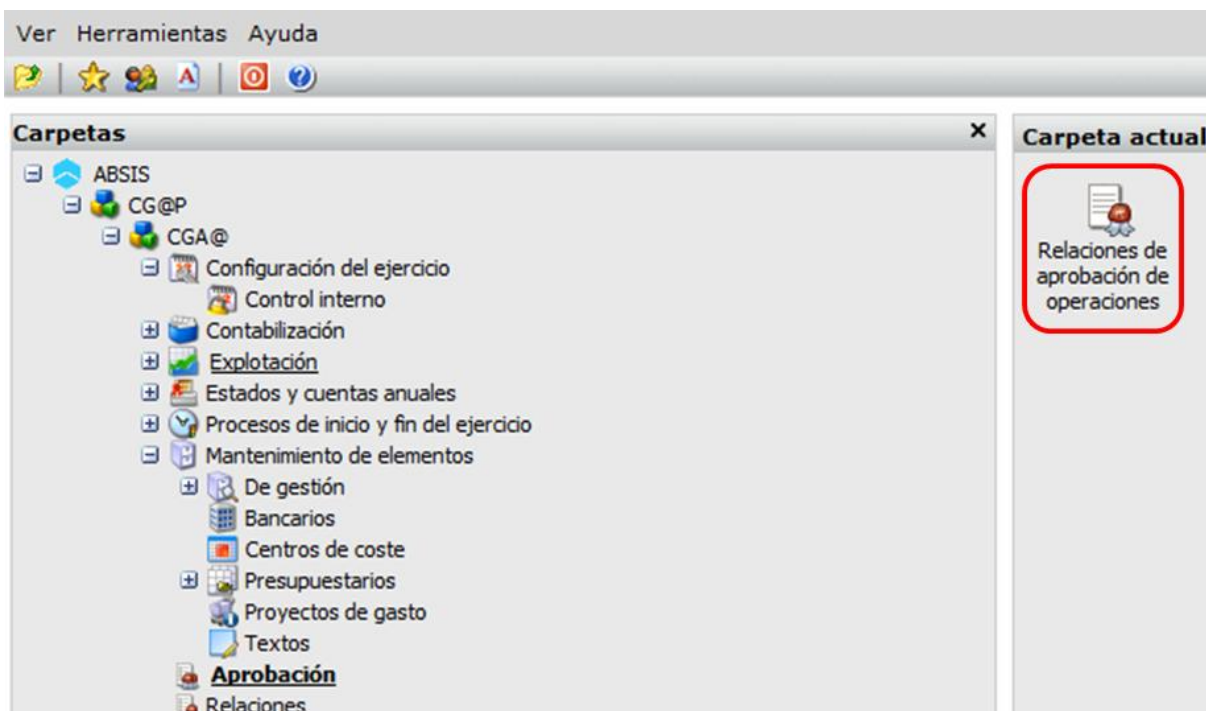 Ver Herramientas Ayuda
Carpetas
ABSIS
CG@P
CGA@
Configuración del ejercicio
Control interno
Contabilización
Explotación
Estados y cuentas anuales
Procesos de inicio y fin del ejercicio
Mantenimiento de elementos
De gestión
Bancarios
Centros de coste
Presupuestarios
Proyectos de gasto
Textos
Aprobación
Relaciones
Carpeta actual
Relaciones de
aprobación de
operaciones